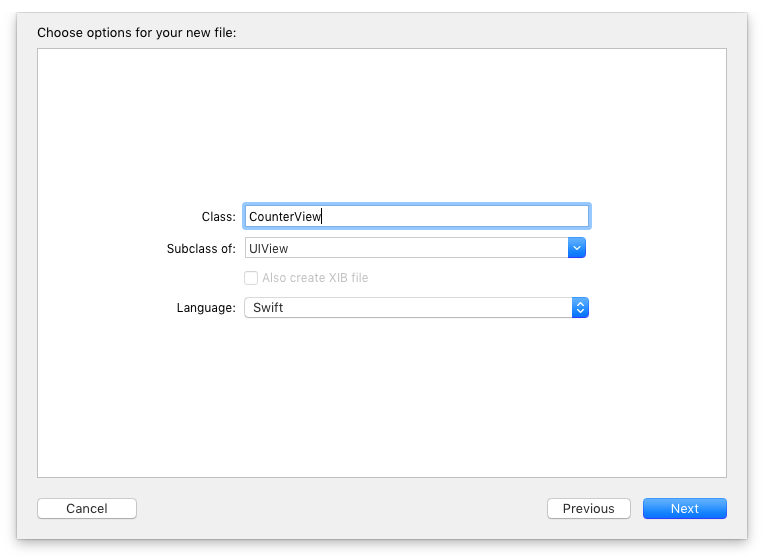 Choose options for your new file:
Class: CounterView
Subclass of: UIView
Also create XIB file
Language: Swift
Cancel Previous Next